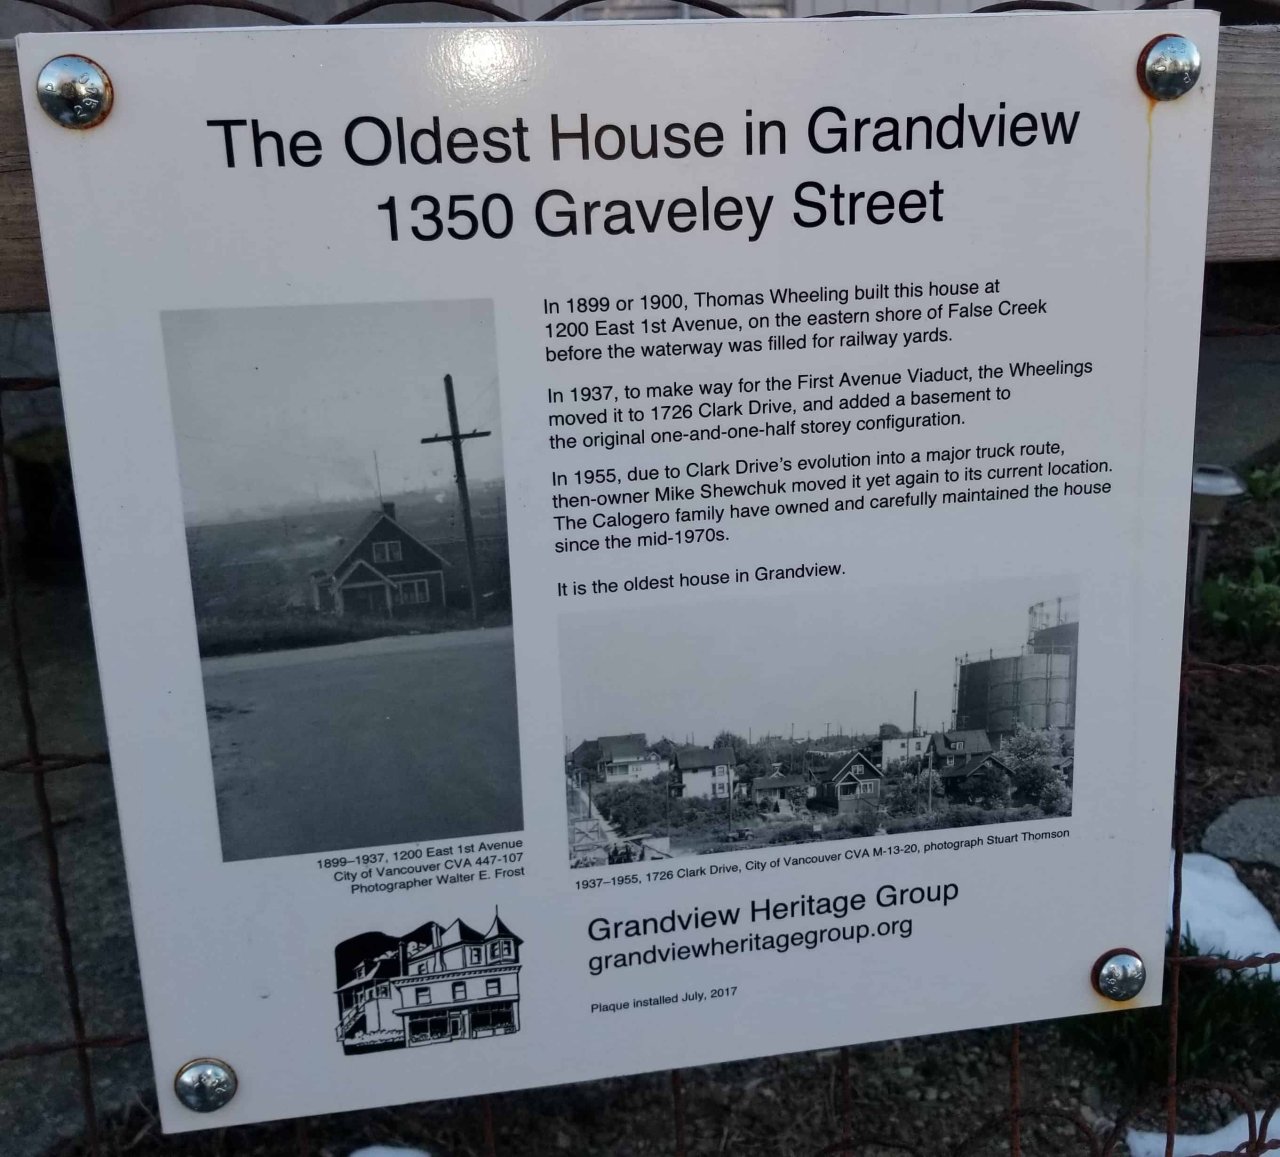 The Oldest House in Grandview
1350 Graveley Street
In 1899 or 1900, Thomas Wheeling built this house at
1200 East 1st Avenue, on the eastern shore of False Creek
before the waterway was filled for railway yards.
In 1937, to make way for the First Avenue Viaduct, the Wheelings
moved it to 1726 Clark Drive, and added a basement to
the original one-and-one-half storey configuration.
In 1955, due to Clark Drive's evolution into a major truck route,
then-owner Mike Shewchuk moved it yet again to its current location.
The Calogero family have owned and carefully maintained the house
since the mid-1970s.
It is the oldest house in Grandview.
1899–1937, 1200 East 1st Avenue
City of Vancouver CVA 447-107
Photographer Walter E. Frost
1937–1955, 1726 Clark Drive, City of Vancouver CVA M-13-20, photograph Stuart Thomson
Grandview Heritage Group
grandviewheritagegroup.org
Plaque installed July, 2017